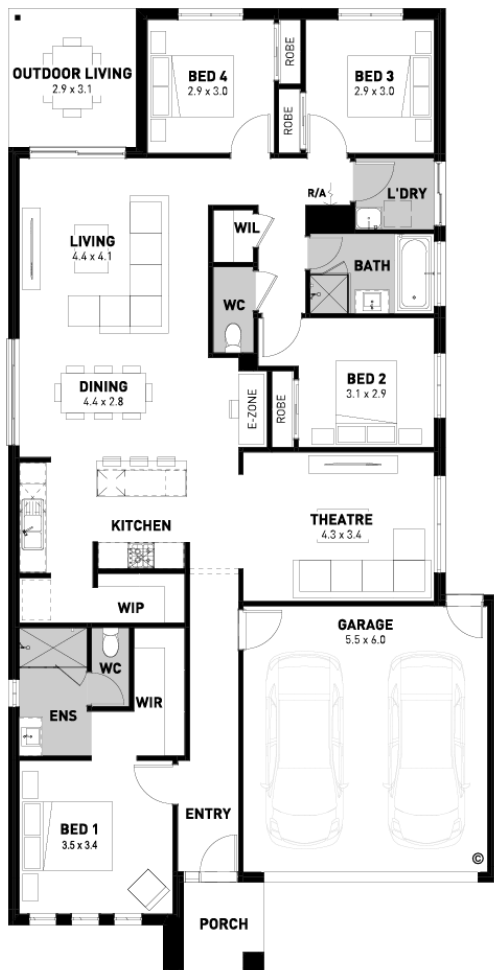 OUTDOOR LIVING
2.9 x 3.1
BED 4
2.9 x 3.0
ROBE
BED 3
2.9 x 3.0
ROBE
R/A
L'DRY
WIL
LIVING
4.4 x 4.1
BATH
WC
BED 2
3.1 x 2.9
DINING
4.4 x 2.8
E-ZONE
ROBE
THEATRE
4.3 x 3.4
KITCHEN
WIP
GARAGE
5.5 x 6.0
WC
WIR
ENS
ENTRY
BED 1
3.5 x 3.4
©
PORCH